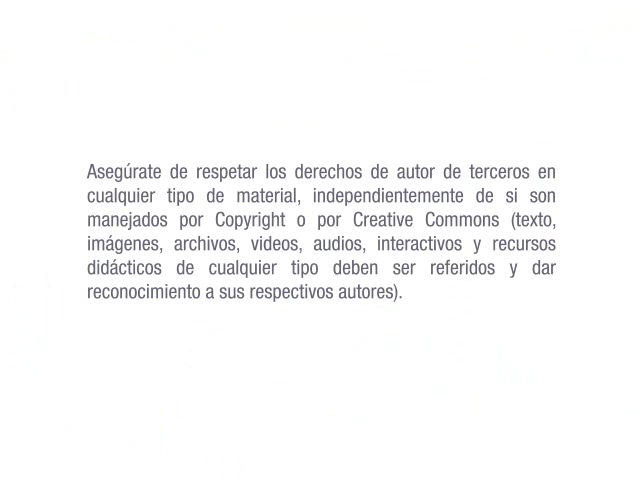 Asegúrate de respetar los derechos de autor de terceros en
cualquier tipo de material, independientemente de si son
manejados por Copyright o por Creative Commons (texto,
imágenes, archivos, videos, audios, interactivos y recursos
didácticos de cualquier tipo deben ser referidos y dar
reconocimiento a sus respectivos autores).